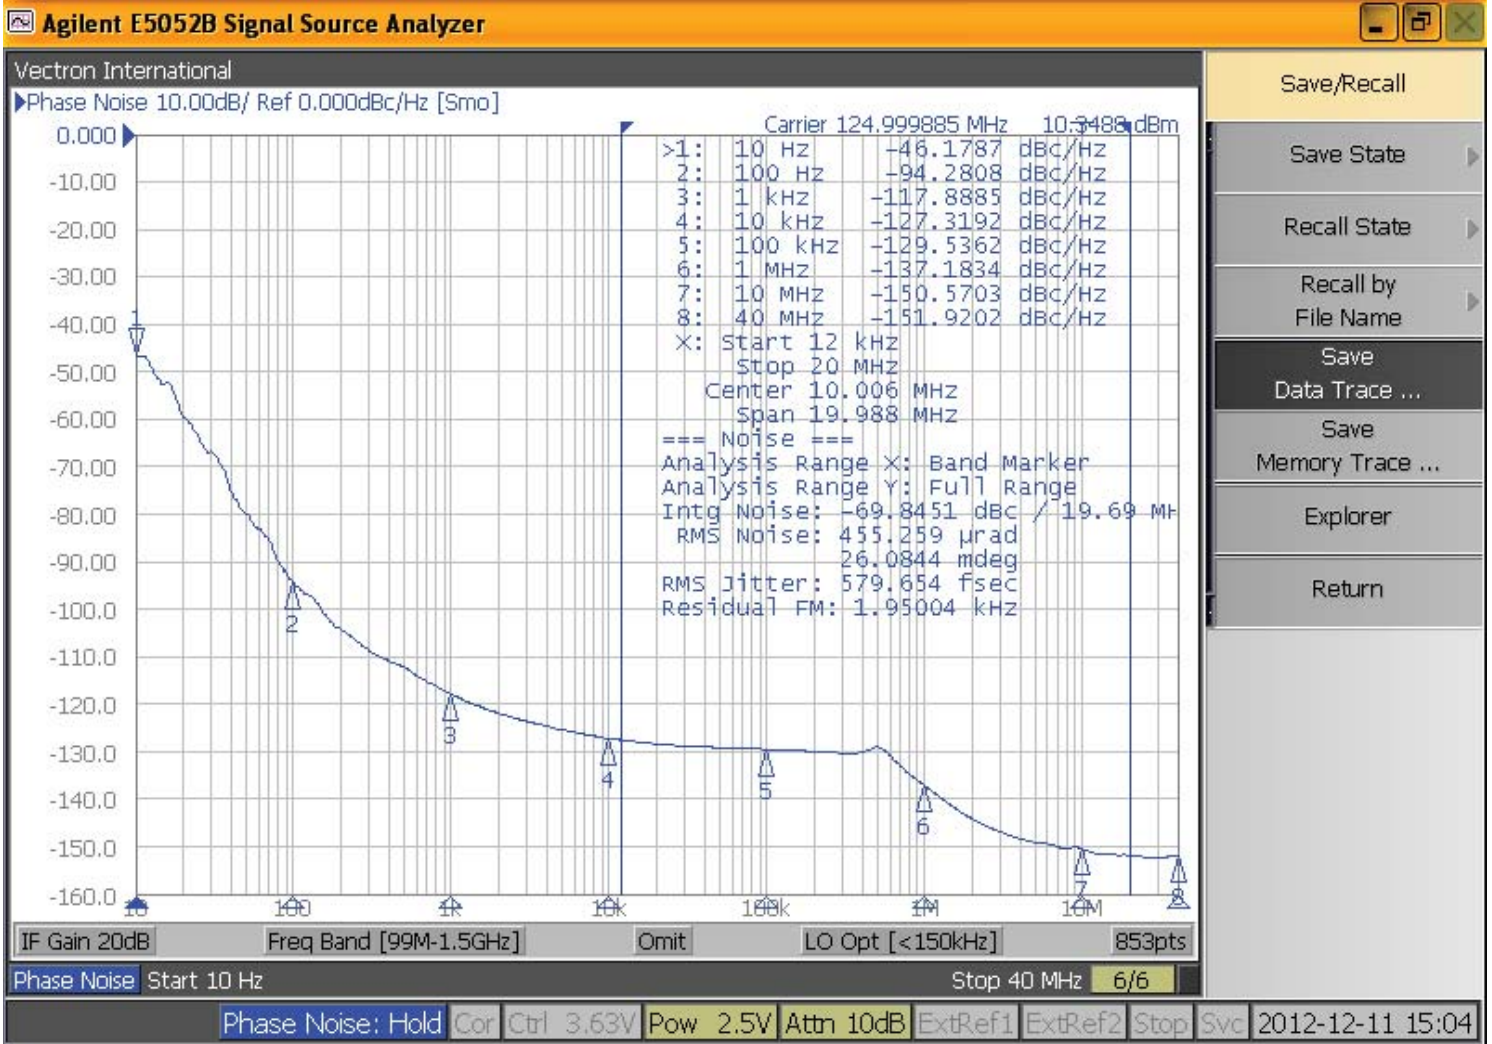 Agilent E5052B Signal Source Analyzer
Vectron International
Phase Noise 10.00dB/ Ref 0.000dBc/Hz [Smo]
Carrier 124.999885 MHz 10.3488 dBm
>1: 10 Hz -46.1787 dBc/Hz
2: 100 Hz -94.2808 dBc/Hz
3: 1 kHz -117.8885 dBc/Hz
4: 10 kHz -127.3192 dBc/Hz
5: 100 kHz -129.5362 dBc/Hz
6: 1 MHz -137.1834 dBc/Hz
7: 10 MHz -150.5703 dBc/Hz
8: 40 MHz -151.9202 dBc/Hz
X: Start 12 kHz
Stop 20 MHz
Center 10.006 MHz
Span 19.988 MHz
=== Noise ===
Analysis Range X: Band Marker
Analysis Range Y: Full Range
Intg Noise: -69.8451 dBc / 19.69 MH
RMS Noise: 455.259 µrad
26.0844 mdeg
RMS Jitter: 579.654 fsec
Residual FM: 1.95004 kHz
0.000
-10.00
-20.00
-30.00
-40.00
-50.00
-60.00
-70.00
-80.00
-90.00
-100.0
-110.0
-120.0
-130.0
-140.0
-150.0
-160.0
1
2
3
4
5
6
7
8
10 100 1k 10k 100k 1M 10M
IF Gain 20dB Freq Band [99M-1.5GHz] Omit LO Opt [<150kHz] 853pts
Phase Noise Start 10 Hz Stop 40 MHz 6/6
Phase Noise: Hold Cor Ctrl 3.63V Pow 2.5V Attn 10dB ExtRef1 ExtRef2 Stop Svc 2012-12-11 15:04
Save/Recall
Save State
Recall State
Recall by
File Name
Save
Data Trace ...
Save
Memory Trace ...
Explorer
Return